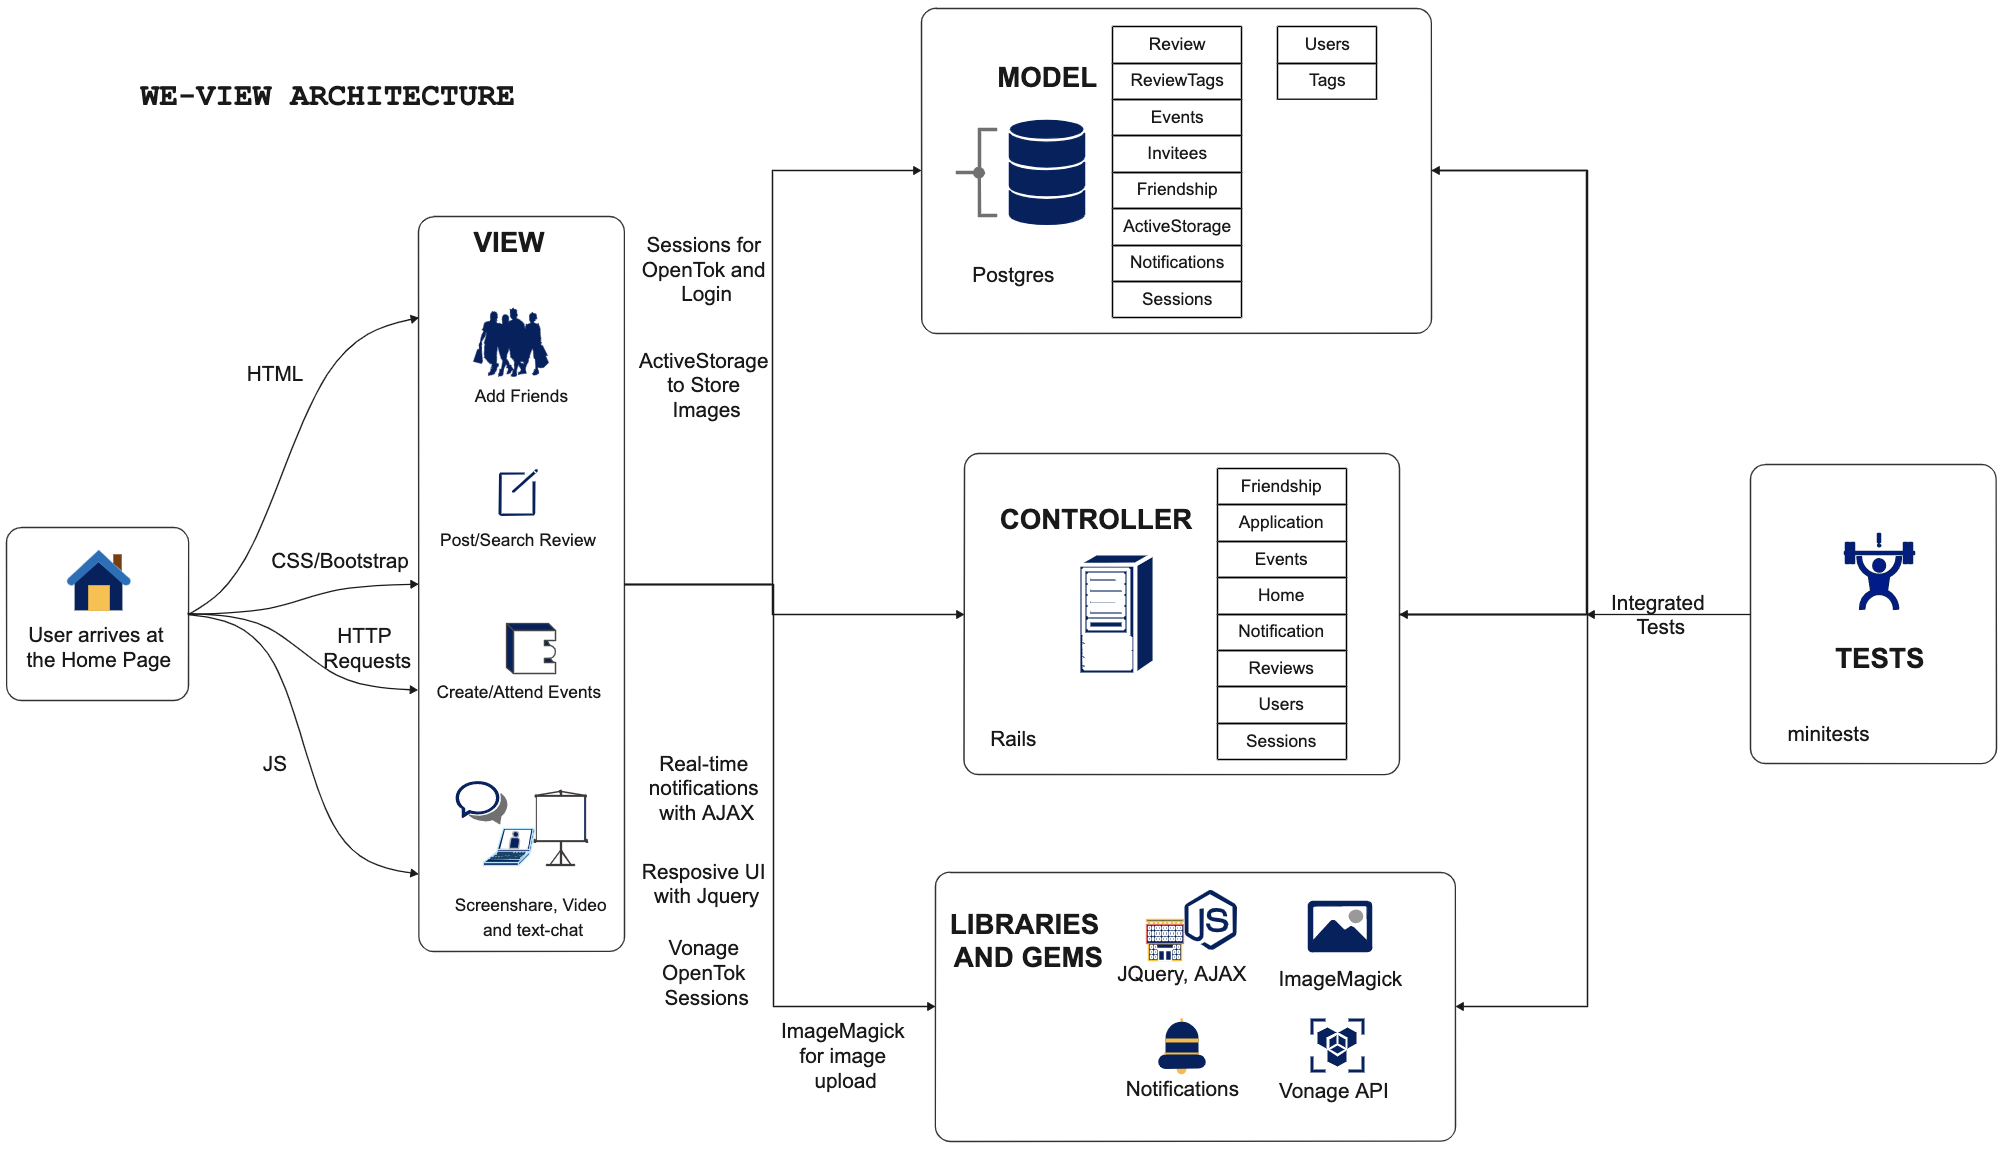 WE-VIEW ARCHITECTURE
User arrives at
the Home Page
HTML
CSS/Bootstrap
HTTP
Requests
JS
VIEW
Add Friends
Post/Search Review
Create/Attend Events
Screenshare, Video
and text-chat
Sessions for
OpenTok and
Login
ActiveStorage
to Store
Images
Real-time
notifications
with AJAX
Resposive UI
with Jquery
Vonage
OpenTok
Sessions
ImageMagick
for image
upload
MODEL
Postgres
Review
ReviewTags
Events
Invitees
Friendship
ActiveStorage
Notifications
Sessions
Users
Tags
CONTROLLER
Rails
Friendship
Application
Events
Home
Notification
Reviews
Users
Sessions
LIBRARIES
AND GEMS
JS
JQuery, AJAX
ImageMagick
Notifications
Vonage API
Integrated
Tests
TESTS
minitests